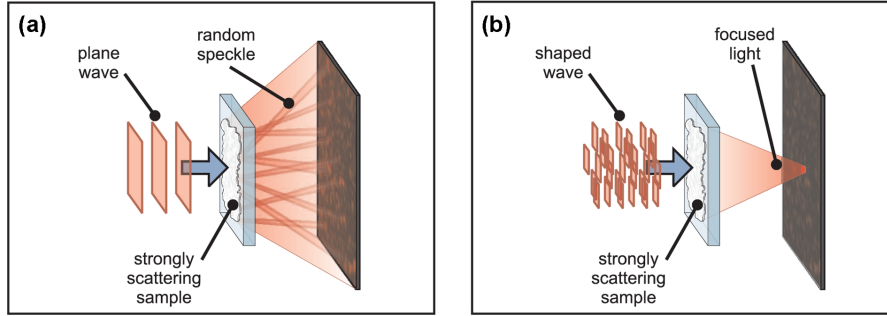 (a)
plane
wave
random
speckle
strongly
scattering
sample
(b)
shaped
wave
focused
light
strongly
scattering
sample